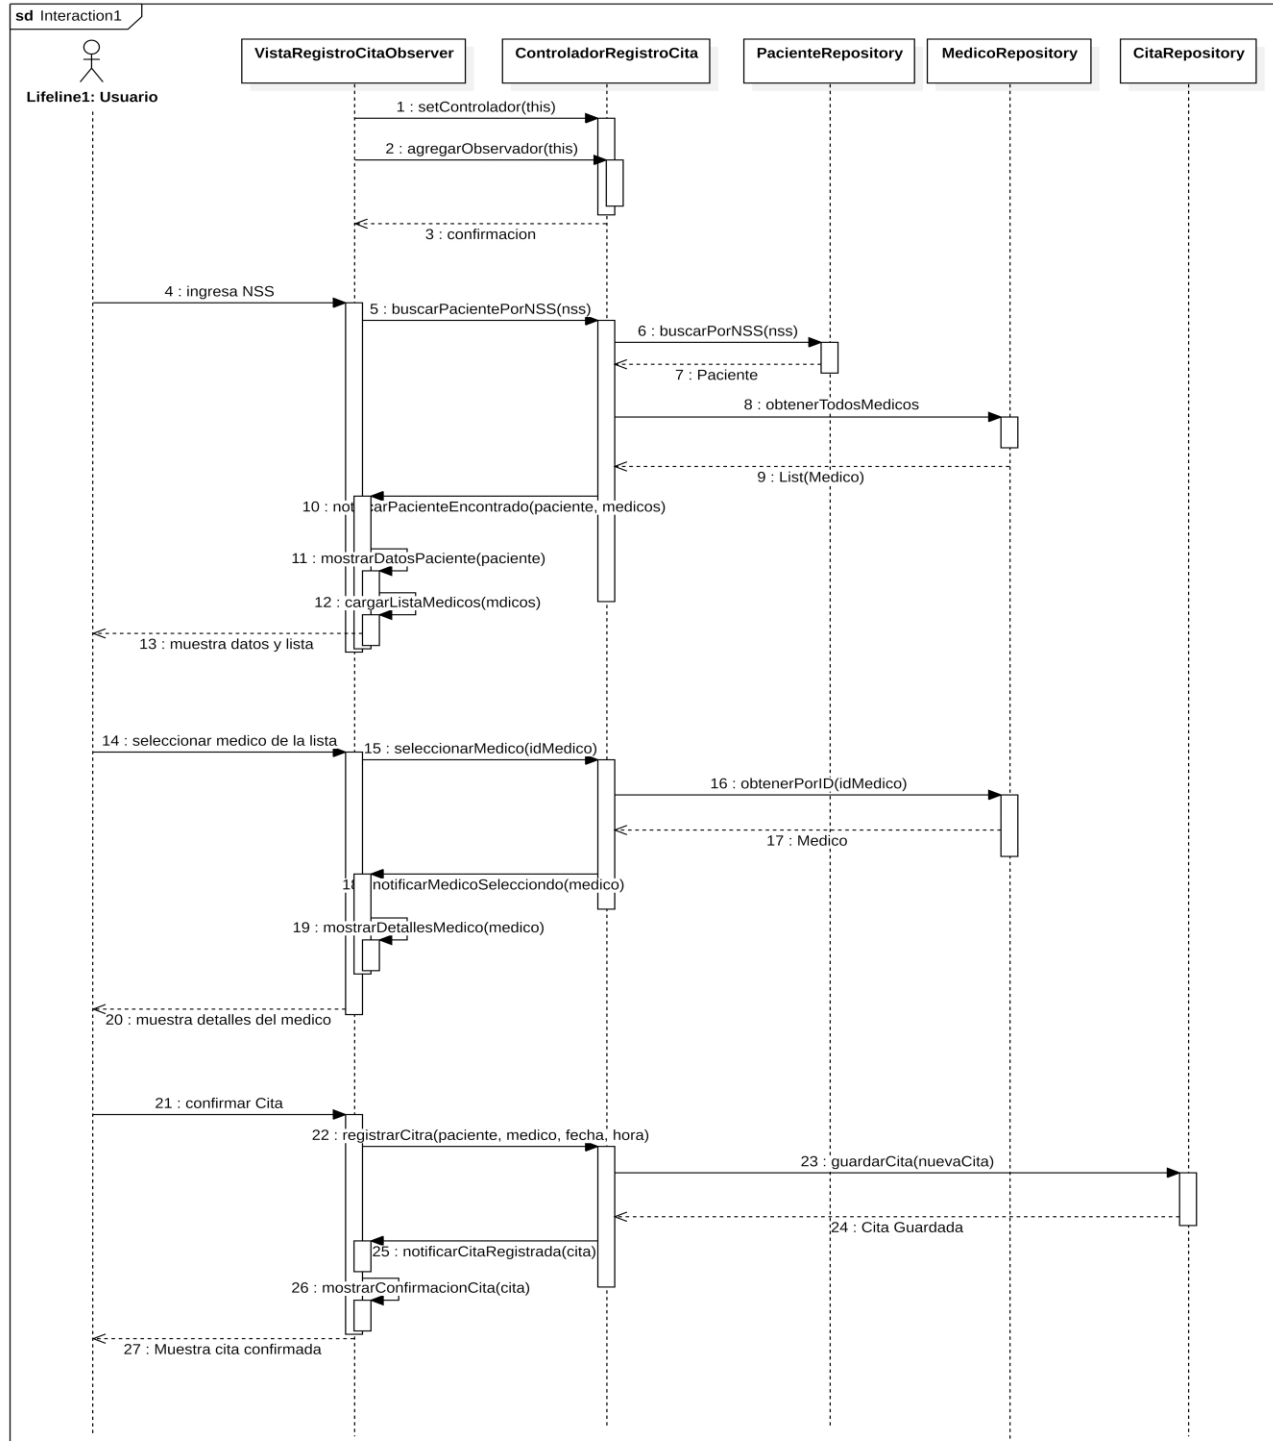 sd Interaction1
Lifeline1: Usuario
VistaRegistroCitaObserver
ControladorRegistroCita
PacienteRepository
MedicoRepository
CitaRepository
1 : setControlador(this)
2 : agregarObservador(this)
3 : confirmacion
4 : ingresa NSS
5 : buscarPacientePorNSS(nss)
6 : buscarPorNSS(nss)
7 : Paciente
8 : obtenerTodosMedicos
9 : List(Medico)
10 : notificarPacienteEncontrado(paciente, medicos)
11 : mostrarDatosPaciente(paciente)
12 : cargarListaMedicos(mdicos)
13 : muestra datos y lista
14 : seleccionar medico de la lista
15 : seleccionarMedico(idMedico)
16 : obtenerPorID(idMedico)
17 : Medico
18 : notificarMedicoSelecciondo(medico)
19 : mostrarDetallesMedico(medico)
20 : muestra detalles del medico
21 : confirmar Cita
22 : registrarCitra(paciente, medico, fecha, hora)
23 : guardarCita(nuevaCita)
24 : Cita Guardada
25 : notificarCitaRegistrada(cita)
26 : mostrarConfirmacionCita(cita)
27 : Muestra cita confirmada